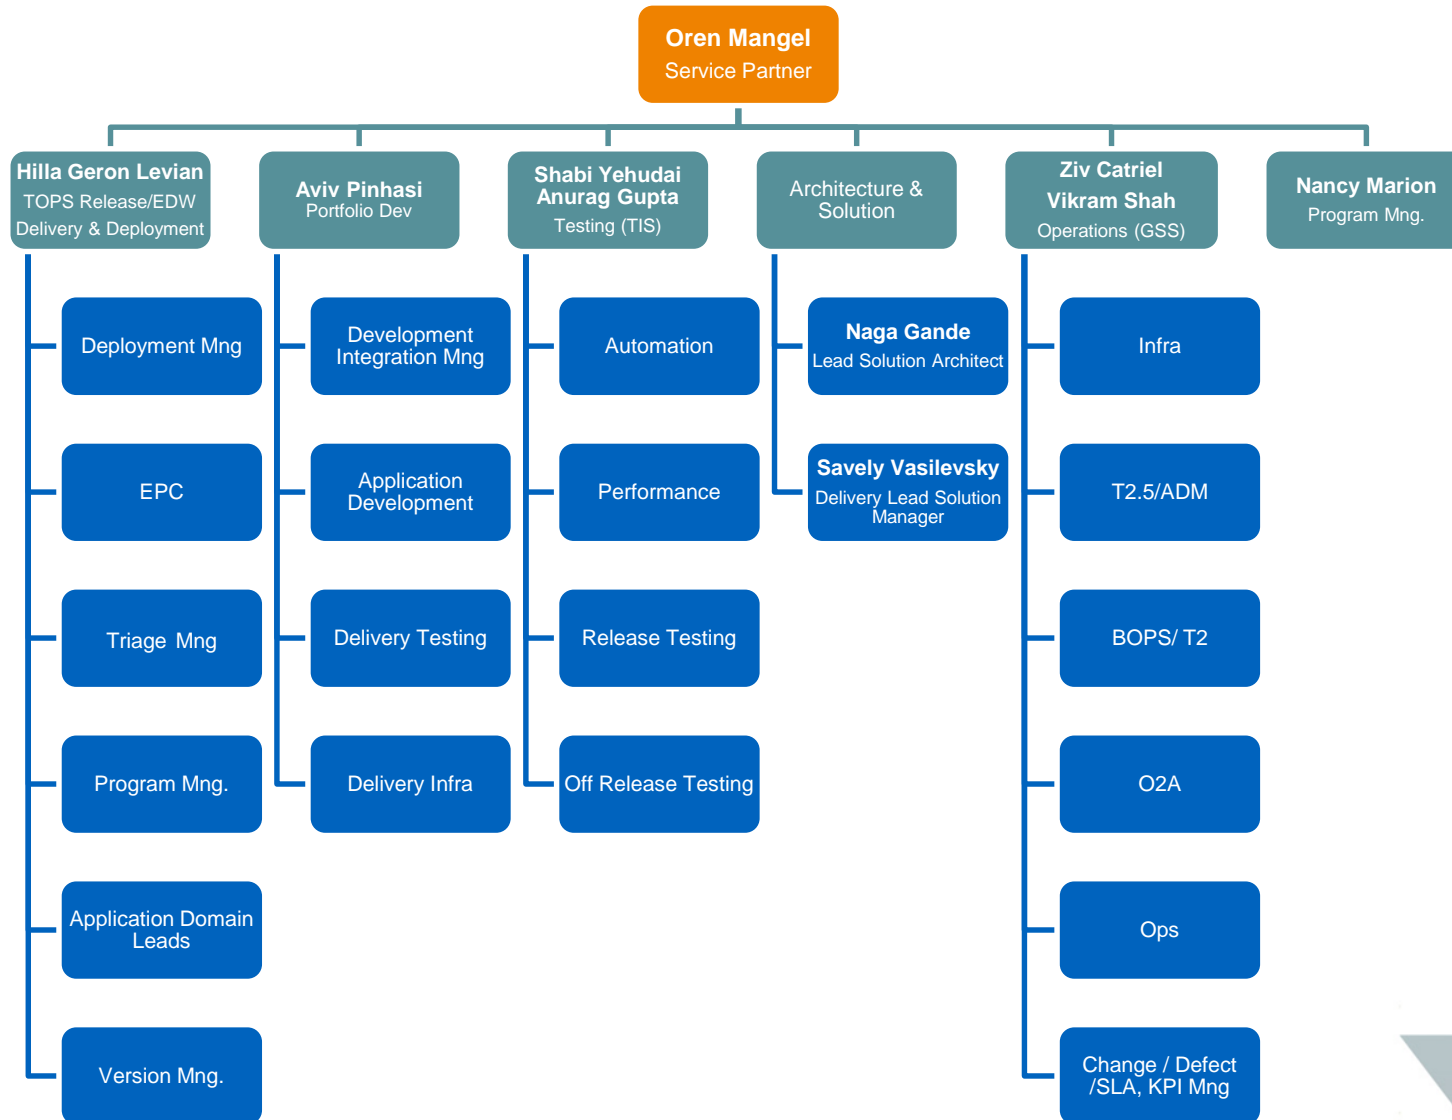 Oren Mangel
Service Partner
Hilla Geron Levian
TOPS Release/EDW
Delivery & Deployment
Aviv Pinhasi
Portfolio Dev
Shabi Yehudai
Anurag Gupta
Testing (TIS)
Architecture &
Solution
Ziv Catriel
Vikram Shah
Operations (GSS)
Nancy Marion
Program Mng.
Deployment Mng
EPC
Triage Mng
Program Mng.
Application Domain
Leads
Version Mng.
Development
Integration Mng
Application
Development
Delivery Testing
Delivery Infra
Automation
Performance
Release Testing
Off Release Testing
Naga Gande
Lead Solution Architect
Savely Vasilevsky
Delivery Lead Solution
Manager
Infra
T2.5/ADM
BOPS/ T2
O2A
Ops
Change / Defect
/SLA, KPI Mng